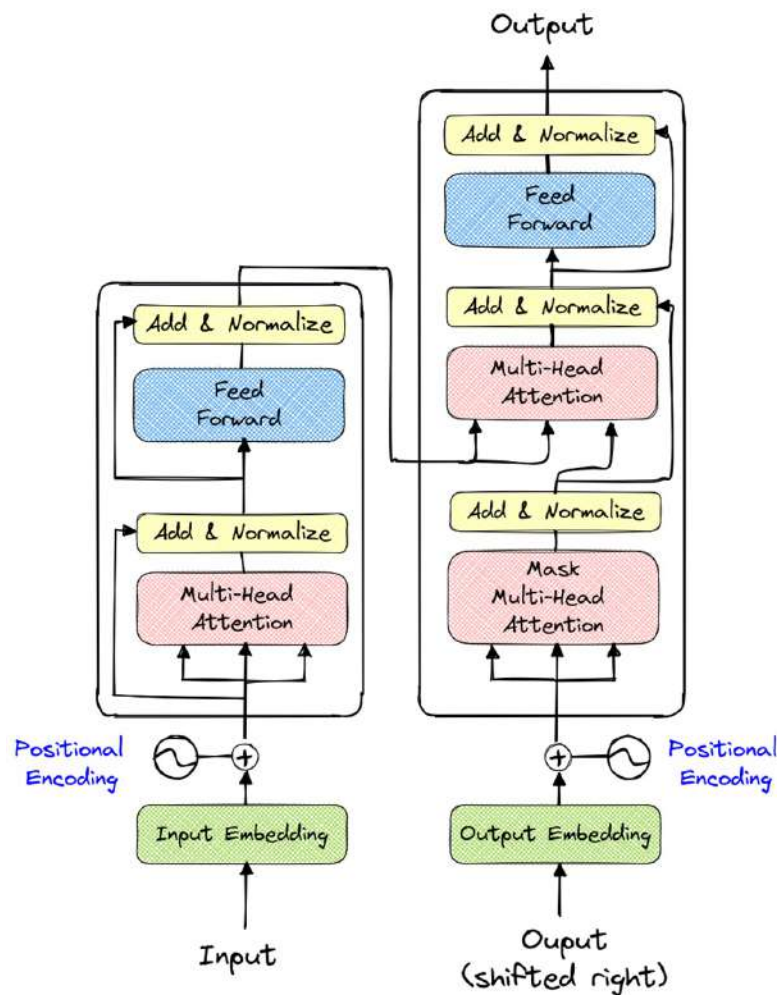 Output
Add & Normalize
Feed
Forward
Add & Normalize
Multi-Head
Attention
Add & Normalize
Mask
Multi-Head
Attention
Add & Normalize
Feed
Forward
Add & Normalize
Multi-Head
Attention
Positional
Encoding
Positional
Encoding
Input Embedding
Output Embedding
Input
Ouput
(shifted right)